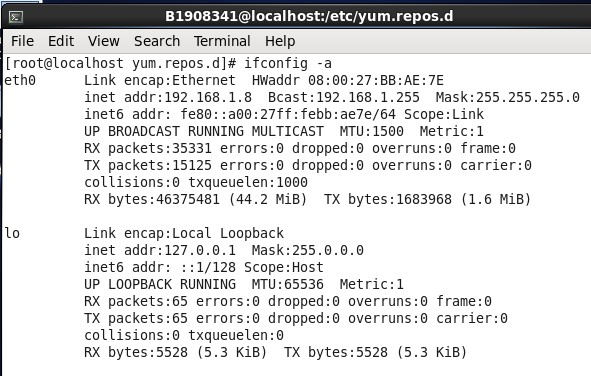 B1908341@localhost:/etc/yum.repos.d
File Edit View Search Terminal Help
[root@localhost yum.repos.d]# ifconfig -a
eth0      Link encap:Ethernet  HWaddr 08:00:27:BB:AE:7E
          inet addr:192.168.1.8  Bcast:192.168.1.255  Mask:255.255.255.0
          inet6 addr: fe80::a00:27ff:febb:ae7e/64 Scope:Link
          UP BROADCAST RUNNING MULTICAST  MTU:1500  Metric:1
          RX packets:35331 errors:0 dropped:0 overruns:0 frame:0
          TX packets:15125 errors:0 dropped:0 overruns:0 carrier:0
          collisions:0 txqueuelen:1000
          RX bytes:46375481 (44.2 MiB)  TX bytes:1683968 (1.6 MiB)

lo        Link encap:Local Loopback
          inet addr:127.0.0.1  Mask:255.0.0.0
          inet6 addr: ::1/128 Scope:Host
          UP LOOPBACK RUNNING  MTU:65536  Metric:1
          RX packets:65 errors:0 dropped:0 overruns:0 frame:0
          TX packets:65 errors:0 dropped:0 overruns:0 carrier:0
          collisions:0 txqueuelen:0
          RX bytes:5528 (5.3 KiB)  TX bytes:5528 (5.3 KiB)